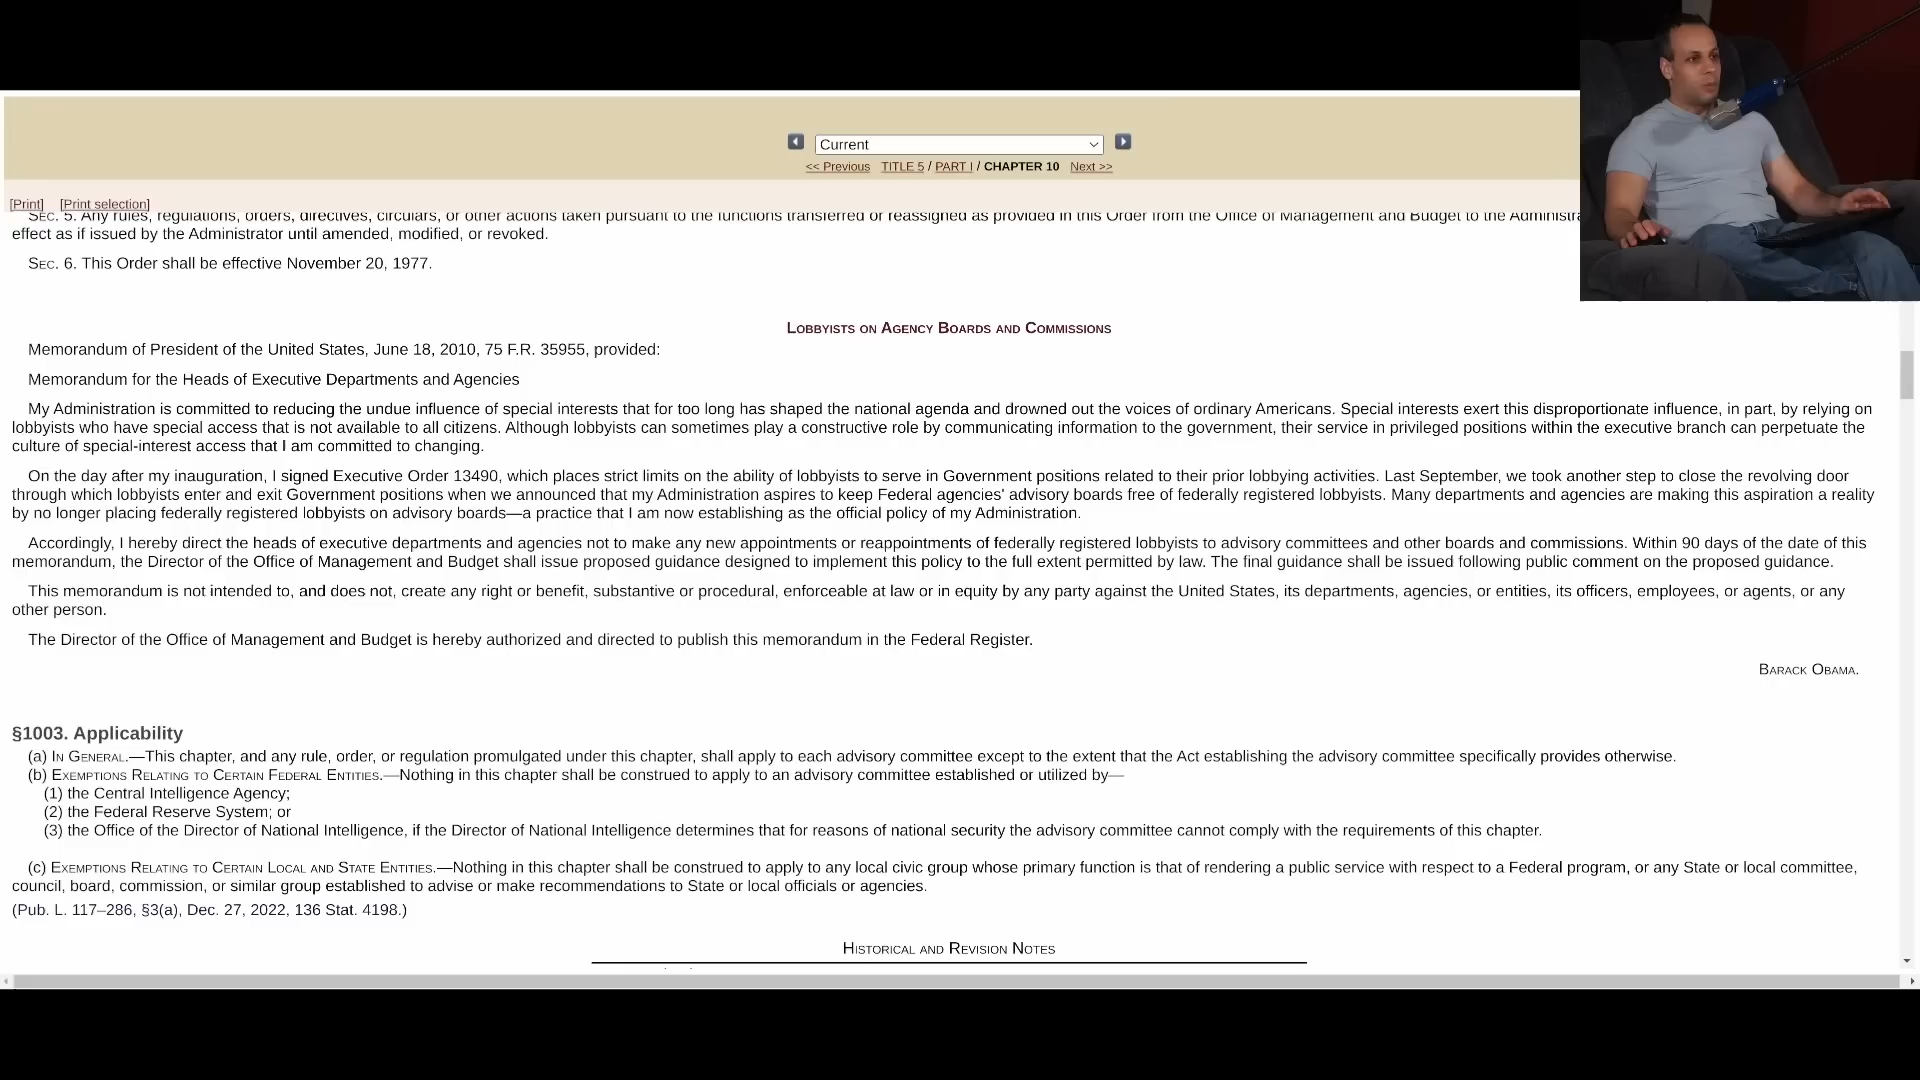 Current
<< Previous TITLE 5 / PART I / CHAPTER 10 Next >>
[Print] [Print selection]
SEC. 5. Any rules, regulations, orders, directives, circulars, or other actions taken pursuant to the functions transferred or reassigned as provided in this Order from the Office of Management and Budget to the
effect as if issued by the Administrator until amended, modified, or revoked.
SEC. 6. This Order shall be effective November 20, 1977.
LOBBYISTS ON AGENCY BOARDS AND COMMISSIONS
Memorandum of President of the United States, June 18, 2010, 75 F.R. 35955, provided:
Memorandum for the Heads of Executive Departments and Agencies
My Administration is committed to reducing the undue influence of special interests that for too long has shaped the national agenda and drowned out the voices of ordinary Americans. Special interests exert this disproportionate influence, in part, by relying on
lobbyists who have special access that is not available to all citizens. Although lobbyists can sometimes play a constructive role by communicating information to the government, their service in privileged positions within the executive branch can perpetuate the
culture of special-interest access that I am committed to changing.
On the day after my inauguration, I signed Executive Order 13490, which places strict limits on the ability of lobbyists to serve in Government positions related to their prior lobbying activities. Last September, we took another step to close the revolving door
through which lobbyists enter and exit Government positions when we announced that my Administration aspires to keep Federal agencies' advisory boards free of federally registered lobbyists. Many departments and agencies are making this aspiration a reality
by no longer placing federally registered lobbyists on advisory boards—a practice that I am now establishing as the official policy of my Administration.
Accordingly, I hereby direct the heads of executive departments and agencies not to make any new appointments or reappointments of federally registered lobbyists to advisory committees and other boards and commissions. Within 90 days of the date of this
memorandum, the Director of the Office of Management and Budget shall issue proposed guidance designed to implement this policy to the full extent permitted by law. The final guidance shall be issued following public comment on the proposed guidance.
This memorandum is not intended to, and does not, create any right or benefit, substantive or procedural, enforceable at law or in equity by any party against the United States, its departments, agencies, or entities, its officers, employees, or agents, or any
other person.
The Director of the Office of Management and Budget is hereby authorized and directed to publish this memorandum in the Federal Register.
BARACK OBAMA.
§1003. Applicability
(a) IN GENERAL.—This chapter, and any rule, order, or regulation promulgated under this chapter, shall apply to each advisory committee except to the extent that the Act establishing the advisory committee specifically provides otherwise.
(b) EXEMPTIONS RELATING TO CERTAIN FEDERAL ENTITIES.—Nothing in this chapter shall be construed to apply to an advisory committee established or utilized by—
(1) the Central Intelligence Agency;
(2) the Federal Reserve System; or
(3) the Office of the Director of National Intelligence, if the Director of National Intelligence determines that for reasons of national security the advisory committee cannot comply with the requirements of this chapter.
(c) EXEMPTIONS RELATING TO CERTAIN LOCAL AND STATE ENTITIES.—Nothing in this chapter shall be construed to apply to any local civic group whose primary function is that of rendering a public service with respect to a Federal program, or any State or local committee,
council, board, commission, or similar group established to advise or make recommendations to State or local officials or agencies.
(Pub. L. 117–286, §3(a), Dec. 27, 2022, 136 Stat. 4198.)
HISTORICAL AND REVISION NOTES